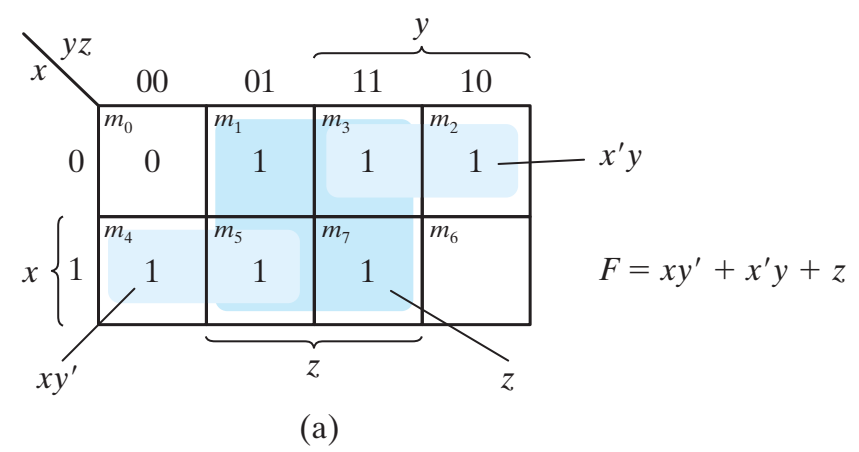 y
yz
x
00 01 11 10
m₀ m₁ m₃ m₂
0 0 1 1 1 x′y
m₄ m₅ m₇ m₆
x { 1 1 1 1 F = xy′ + x′y + z
xy′ z z
(a)